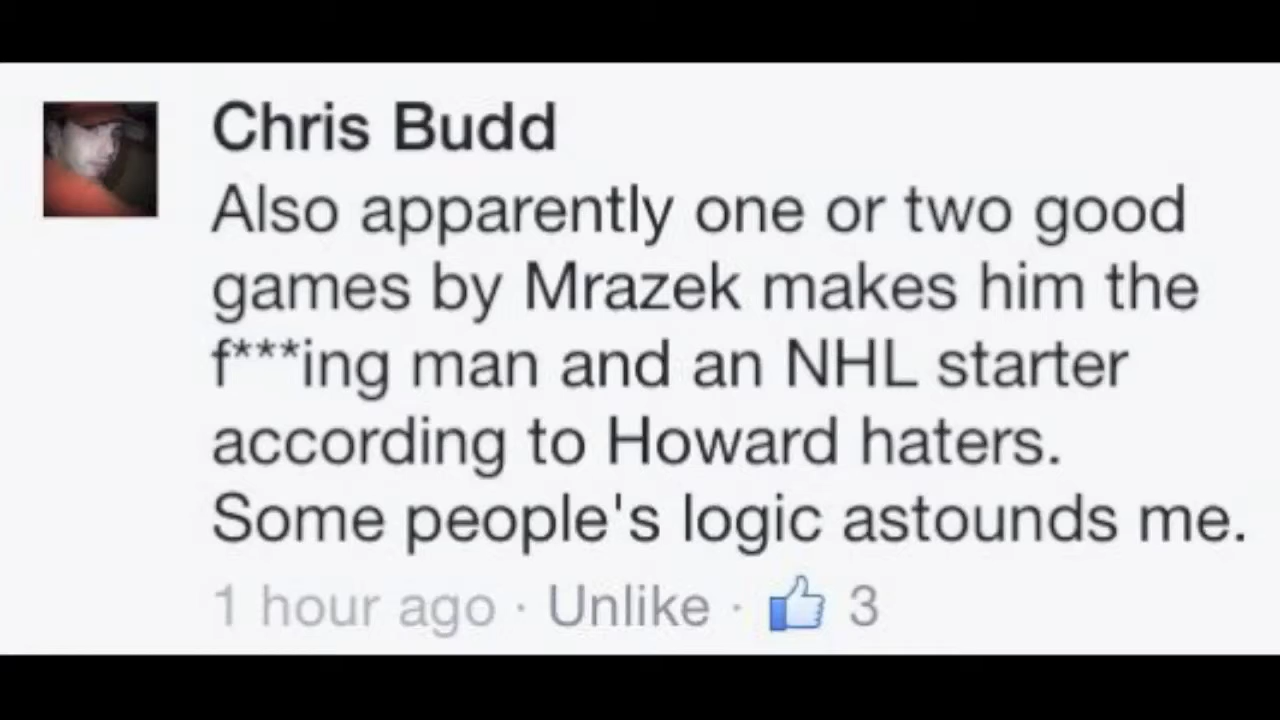 Chris Budd
Also apparently one or two good
games by Mrazek makes him the
f***ing man and an NHL starter
according to Howard haters.
Some people's logic astounds me.
1 hour ago · Unlike · 3